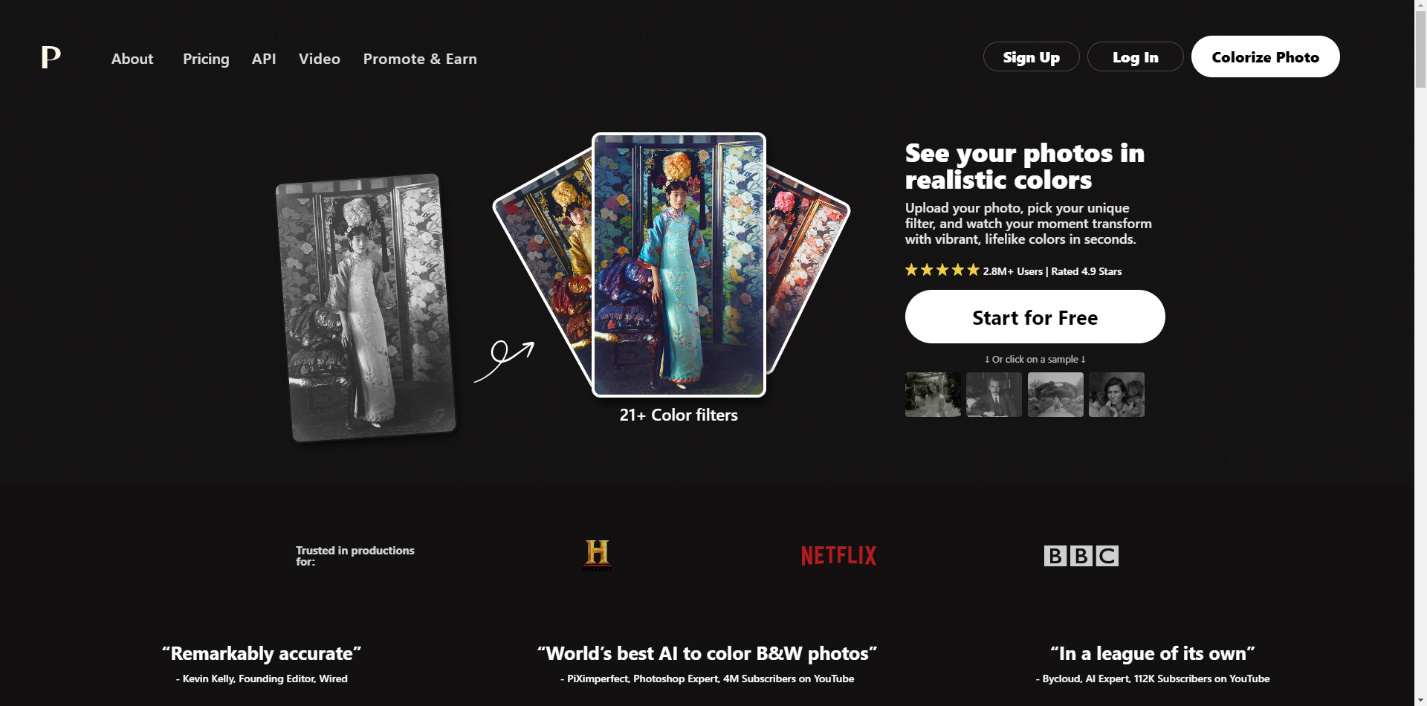 P
About
Pricing
API
Video
Promote & Earn
Sign Up
Log In
Colorize Photo
See your photos in
realistic colors
Upload your photo, pick your unique
filter, and watch your moment transform
with vibrant, lifelike colors in seconds.
2.8M+ Users | Rated 4.9 Stars
Start for Free
↓ Or click on a sample ↓
21+ Color filters
Trusted in productions
for:
H
NETFLIX
BBC
“Remarkably accurate”
- Kevin Kelly, Founding Editor, Wired
“World’s best AI to color B&W photos”
- PiXimperfect, Photoshop Expert, 4M Subscribers on YouTube
“In a league of its own”
- Bycloud, AI Expert, 112K Subscribers on YouTube